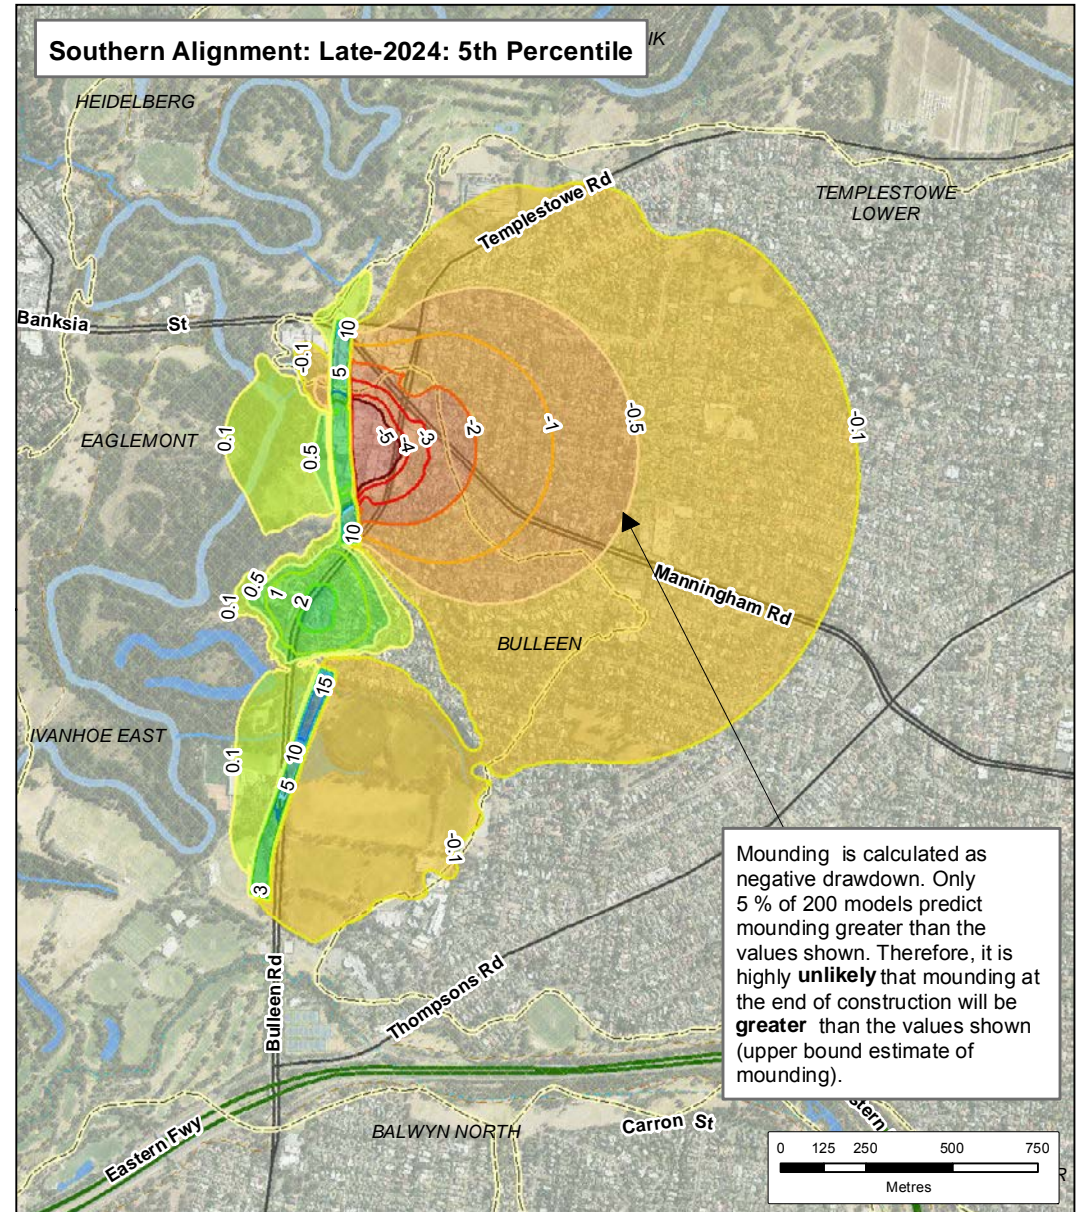 Southern Alignment: Late-2024: 5th Percentile
IK
HEIDELBERG
TEMPLESTOWE
LOWER
Templestowe Rd
Banksia St
10
-0.1
5
EAGLEMONT
0.1
0.5
-5
-4
-3
-2
-1
-0.5
-0.1
10
0.1
0.5
1
2
Manningham Rd
BULLEEN
15
IVANHOE EAST
0.1
10
5
-0.1
3
Mounding is calculated as
negative drawdown. Only
5 % of 200 models predict
mounding greater than the
values shown. Therefore, it is
highly unlikely that mounding at
the end of construction will be
greater than the values shown
(upper bound estimate of
mounding).
Bulleen Rd
Thompsons Rd
Eastern Fwy
BALWYN NORTH
Carron St
stern
0 125 250 500 750
Metres
R